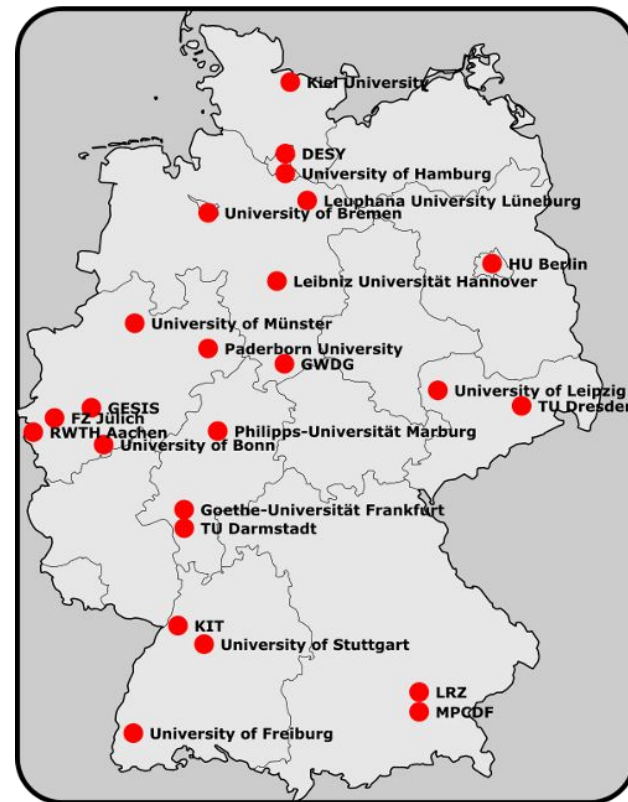 Kiel University
DESY
University of Hamburg
Leuphana University Lüneburg
University of Bremen
HU Berlin
Leibniz Universität Hannover
University of Münster
Paderborn University
GWDG
University of Leipzig
TU Dresden
GESIS
FZ Jülich
RWTH Aachen
Philipps-Universität Marburg
University of Bonn
Goethe-Universität Frankfurt
TU Darmstadt
KIT
University of Stuttgart
LRZ
MPCDF
University of Freiburg